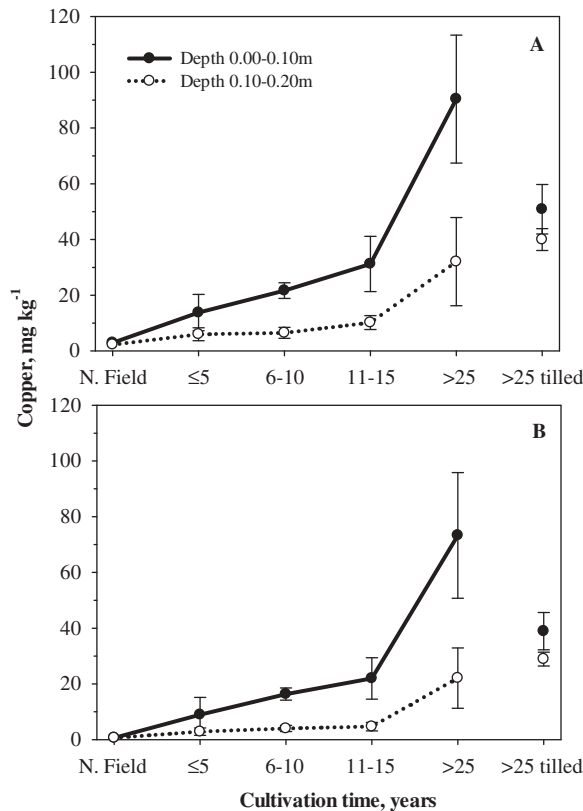 120
A
Depth 0.00-0.10m
100
Depth 0.10-0.20m
80
60
40
20
0
N. Field ≤5 6-10 11-15 >25 >25 tilled
Copper, mg kg-1
120
B
100
80
60
40
20
0
N. Field ≤5 6-10 11-15 >25 >25 tilled
Cultivation time, years